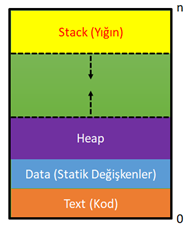 n
Stack (Yığın)
Heap
Data (Statik Değişkenler)
Text (Kod)
0